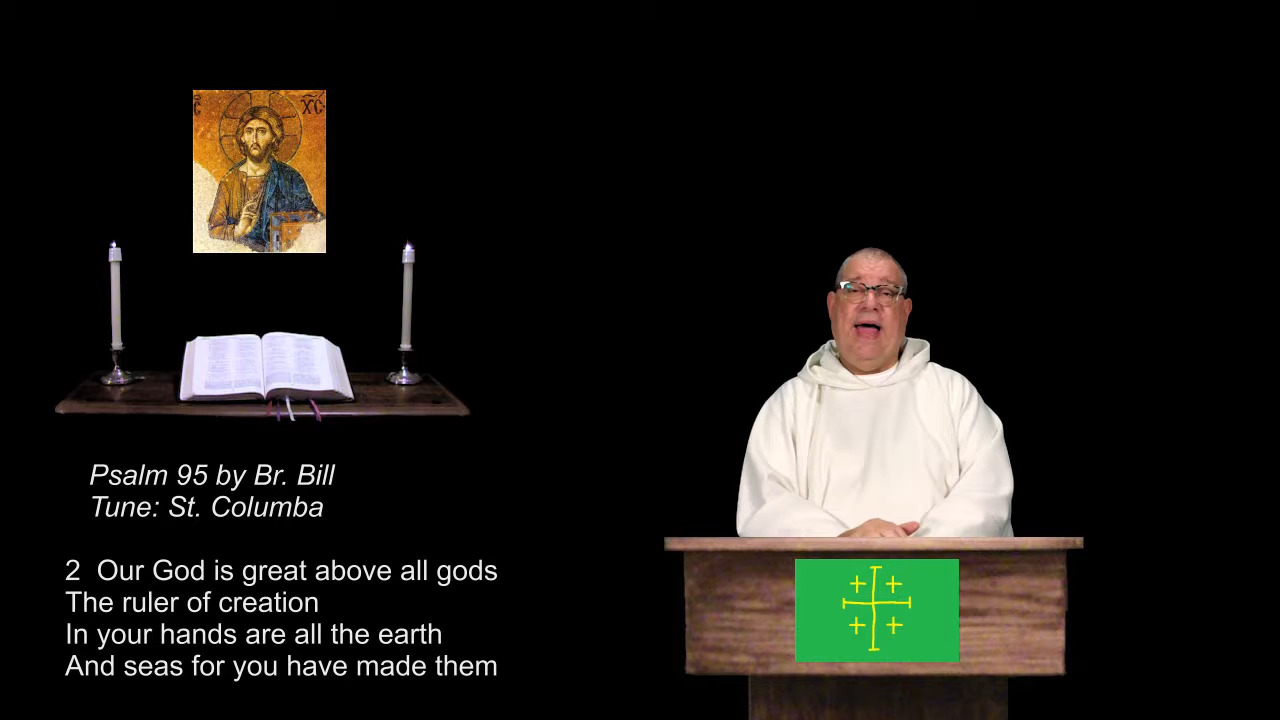 XC
Psalm 95 by Br. Bill
Tune: St. Columba
2 Our God is great above all gods
The ruler of creation
In your hands are all the earth
And seas for you have made them